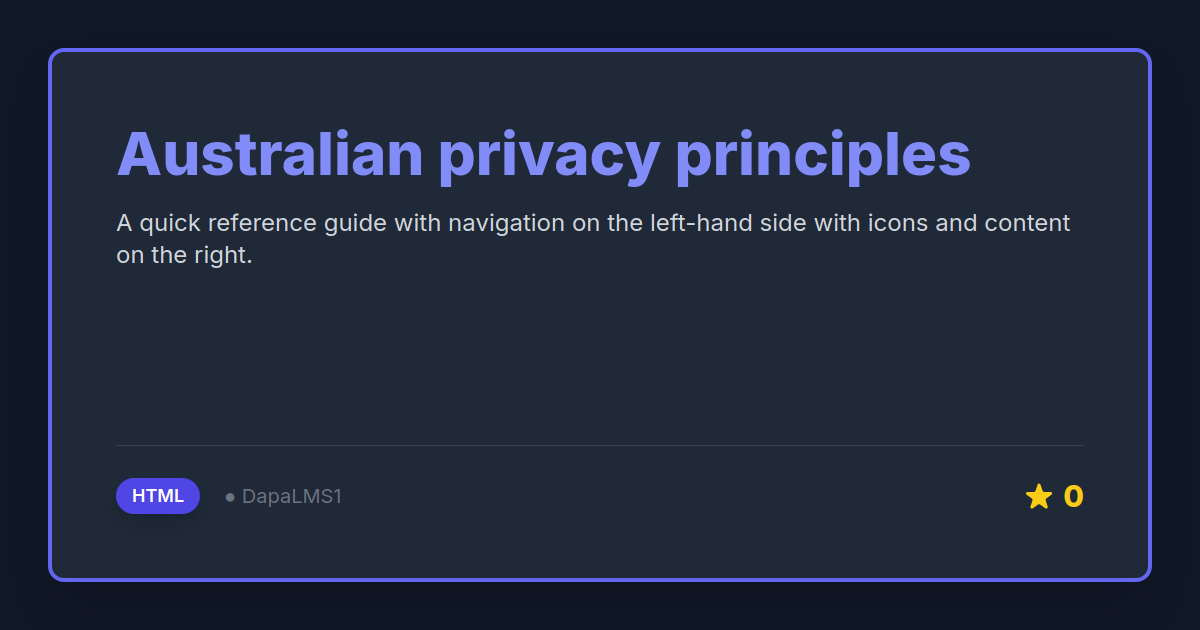 Australian privacy principles
A quick reference guide with navigation on the left-hand side with icons and content
on the right.
HTML
DapaLMS1
0